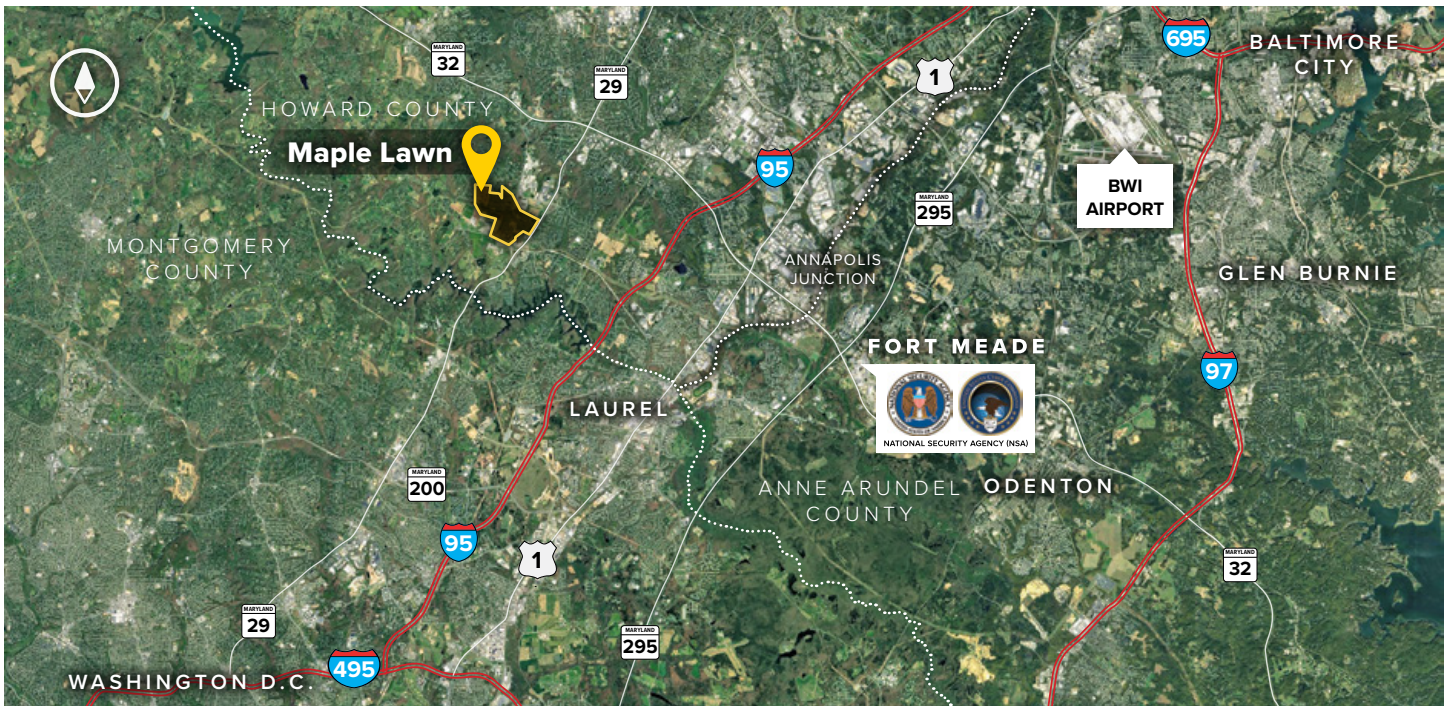 MARYLAND
32
MARYLAND
29
1
695
BALTIMORE
CITY
HOWARD COUNTY
Maple Lawn
95
MARYLAND
295
BWI
AIRPORT
MONTGOMERY
COUNTY
ANNAPOLIS
JUNCTION
GLEN BURNIE
FORT MEADE
NATIONAL SECURITY AGENCY (NSA)
97
LAUREL
MARYLAND
200
ANNE ARUNDEL
COUNTY
ODENTON
95
1
MARYLAND
32
MARYLAND
29
MARYLAND
295
495
WASHINGTON D.C.